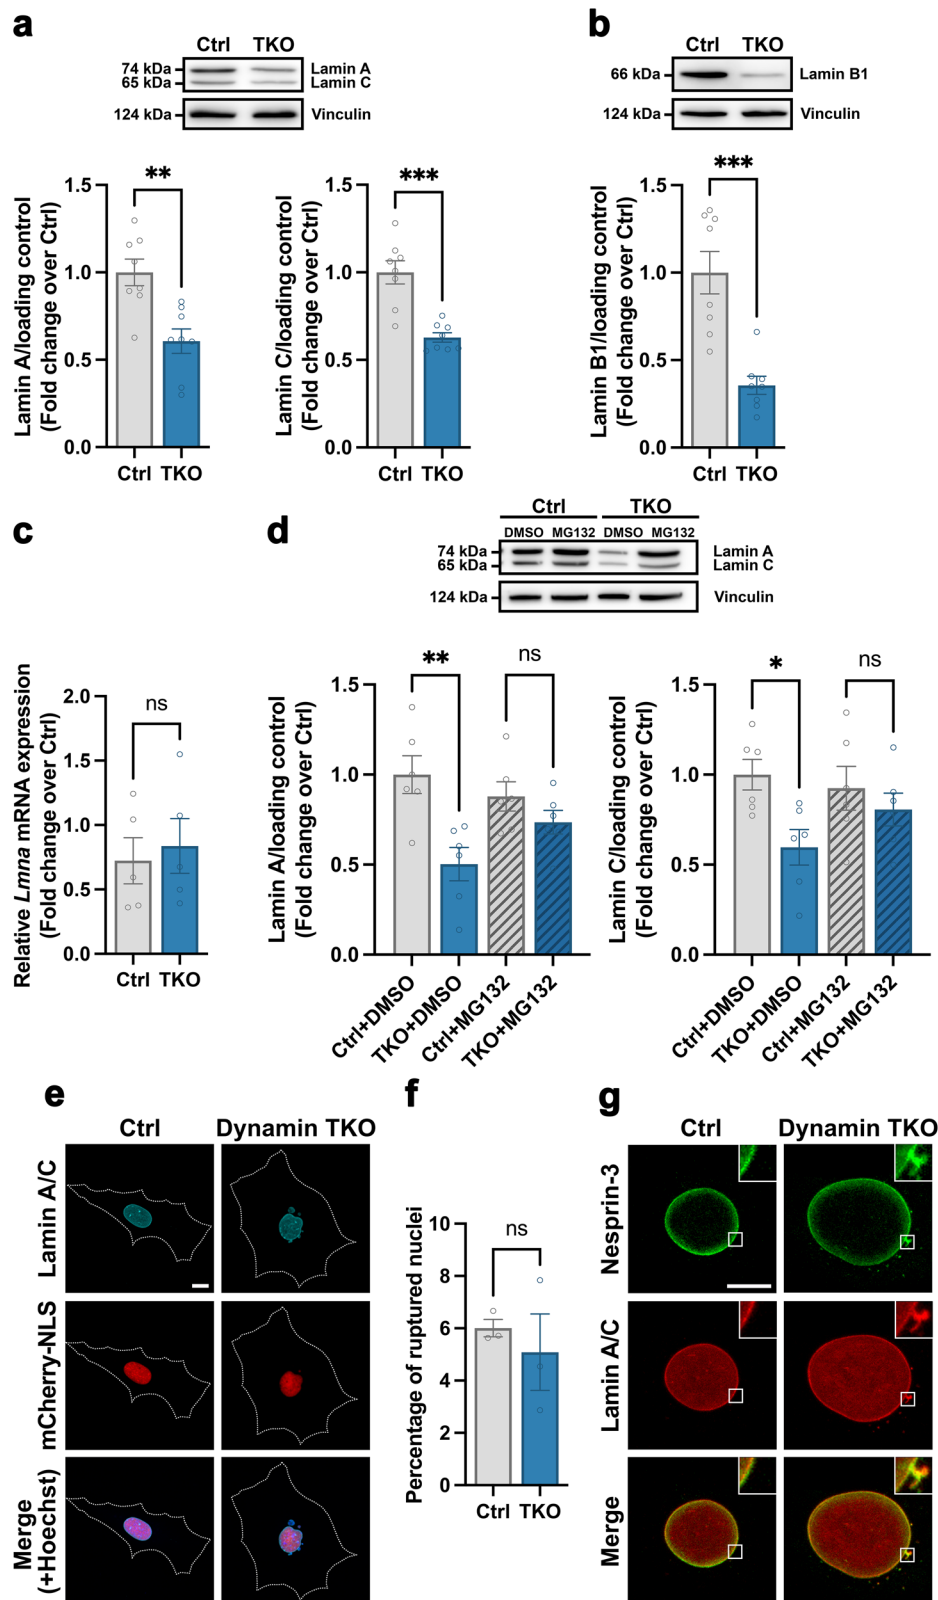 a
Ctrl TKO
74 kDa Lamin A
65 kDa Lamin C
124 kDa Vinculin
Lamin A/loading control
(Fold change over Ctrl)
1.5
1.0
0.5
0.0
**
Ctrl TKO
Lamin C/loading control
(Fold change over Ctrl)
1.5
1.0
0.5
0.0
***
Ctrl TKO
b
Ctrl TKO
66 kDa Lamin B1
124 kDa Vinculin
Lamin B1/loading control
(Fold change over Ctrl)
1.5
1.0
0.5
0.0
***
Ctrl TKO
c
Relative Lmna mRNA expression
(Fold change over Ctrl)
2.0
1.5
1.0
0.5
0.0
ns
Ctrl TKO
d
Ctrl TKO
DMSO MG132 DMSO MG132
74 kDa Lamin A
65 kDa Lamin C
124 kDa Vinculin
Lamin A/loading control
(Fold change over Ctrl)
1.5
1.0
0.5
0.0
** ns
Ctrl+DMSO
TKO+DMSO
Ctrl+MG132
TKO+MG132
Lamin C/loading control
(Fold change over Ctrl)
1.5
1.0
0.5
0.0
* ns
Ctrl+DMSO
TKO+DMSO
Ctrl+MG132
TKO+MG132
e
Ctrl Dynamin TKO
Lamin A/C
mCherry-NLS
Merge
(+Hoechst)
f
Percentage of ruptured nuclei
10
8
6
4
2
0
ns
Ctrl TKO
g
Ctrl Dynamin TKO
Nesprin-3
Lamin A/C
Merge